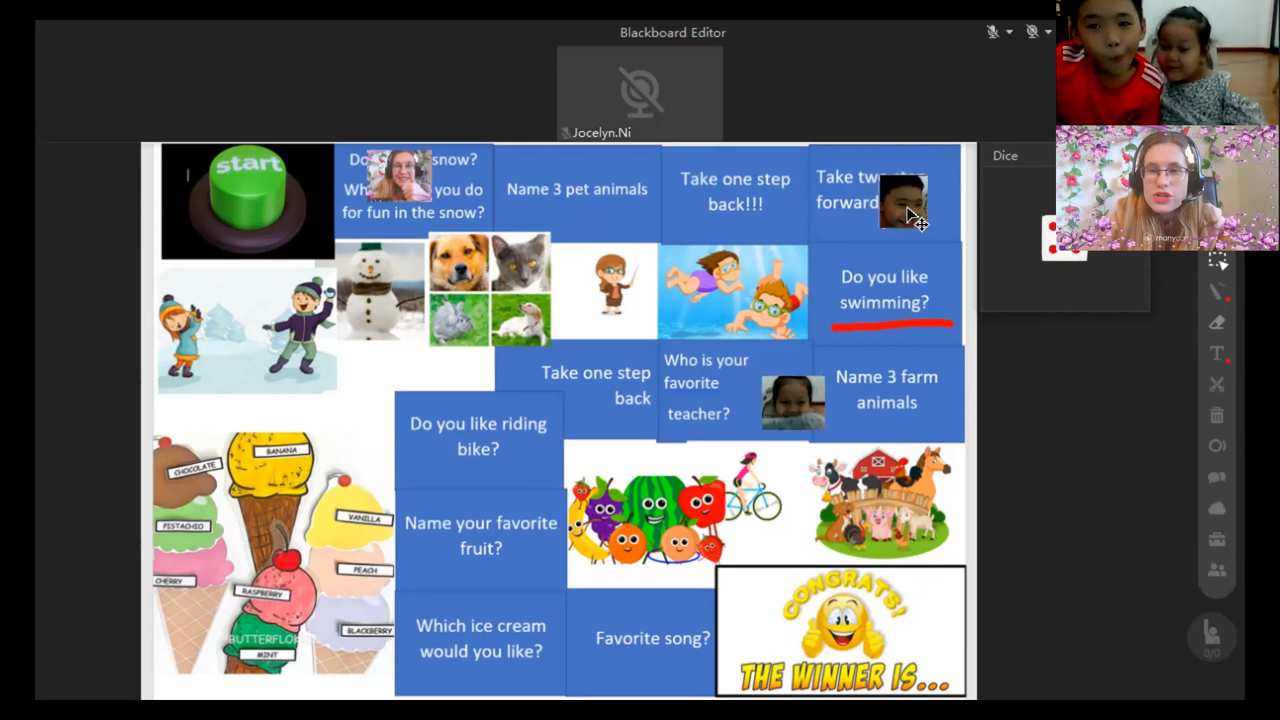 Blackboard Editor
Jocelyn.Ni
Dice
manycam
start
Do snow?
you do
for fun in the snow?
Name 3 pet animals
Take one step
back!!!
Take
forward
Do you like
swimming?
Take one step
back
Who is your
favorite
teacher?
Name 3 farm
animals
Do you like riding
bike?
Name your favorite
fruit?
Which ice cream
would you like?
Favorite song?
CHOCOLATE
BANANA
PISTACHIO
VANILLA
CHERRY
PEACH
RASPBERRY
BLACKBERRY
MINT
CONGRATS!
THE WINNER IS...
0/0